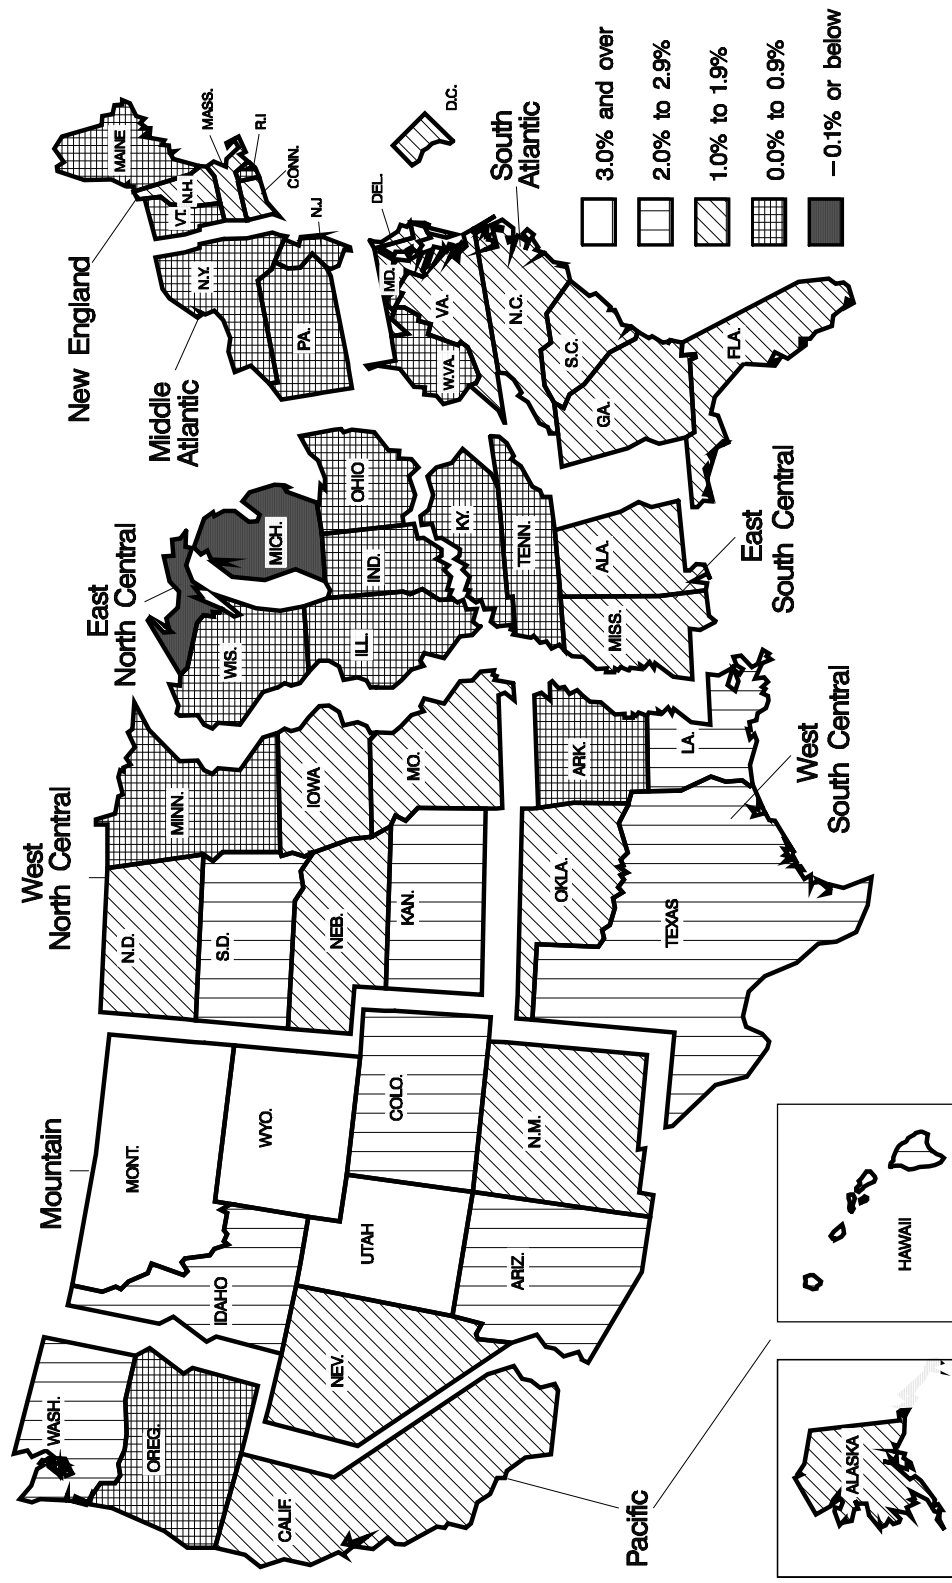 Pacific
WASH.
OREG.
CALIF.
ALASKA
HAWAII
Mountain
MONT.
IDAHO
WYO.
NEV.
UTAH
COLO.
ARIZ.
N.M.
West
North Central
N.D.
S.D.
MINN.
NEB.
IOWA
KAN.
MO.
West
South Central
OKLA.
ARK.
TEXAS
LA.
East
North Central
WIS.
MICH.
ILL.
IND.
OHIO
East
South Central
KY.
TENN.
MISS.
ALA.
Middle
Atlantic
N.Y.
PA.
N.J
New England
MAINE
VT.
N.H.
MASS.
R.I
CONN.
South
Atlantic
DEL.
MD.
D.C.
W.VA.
VA.
N.C.
S.C.
GA.
FLA.
3.0% and over
2.0% to 2.9%
1.0% to 1.9%
0.0% to 0.9%
−0.1% or below